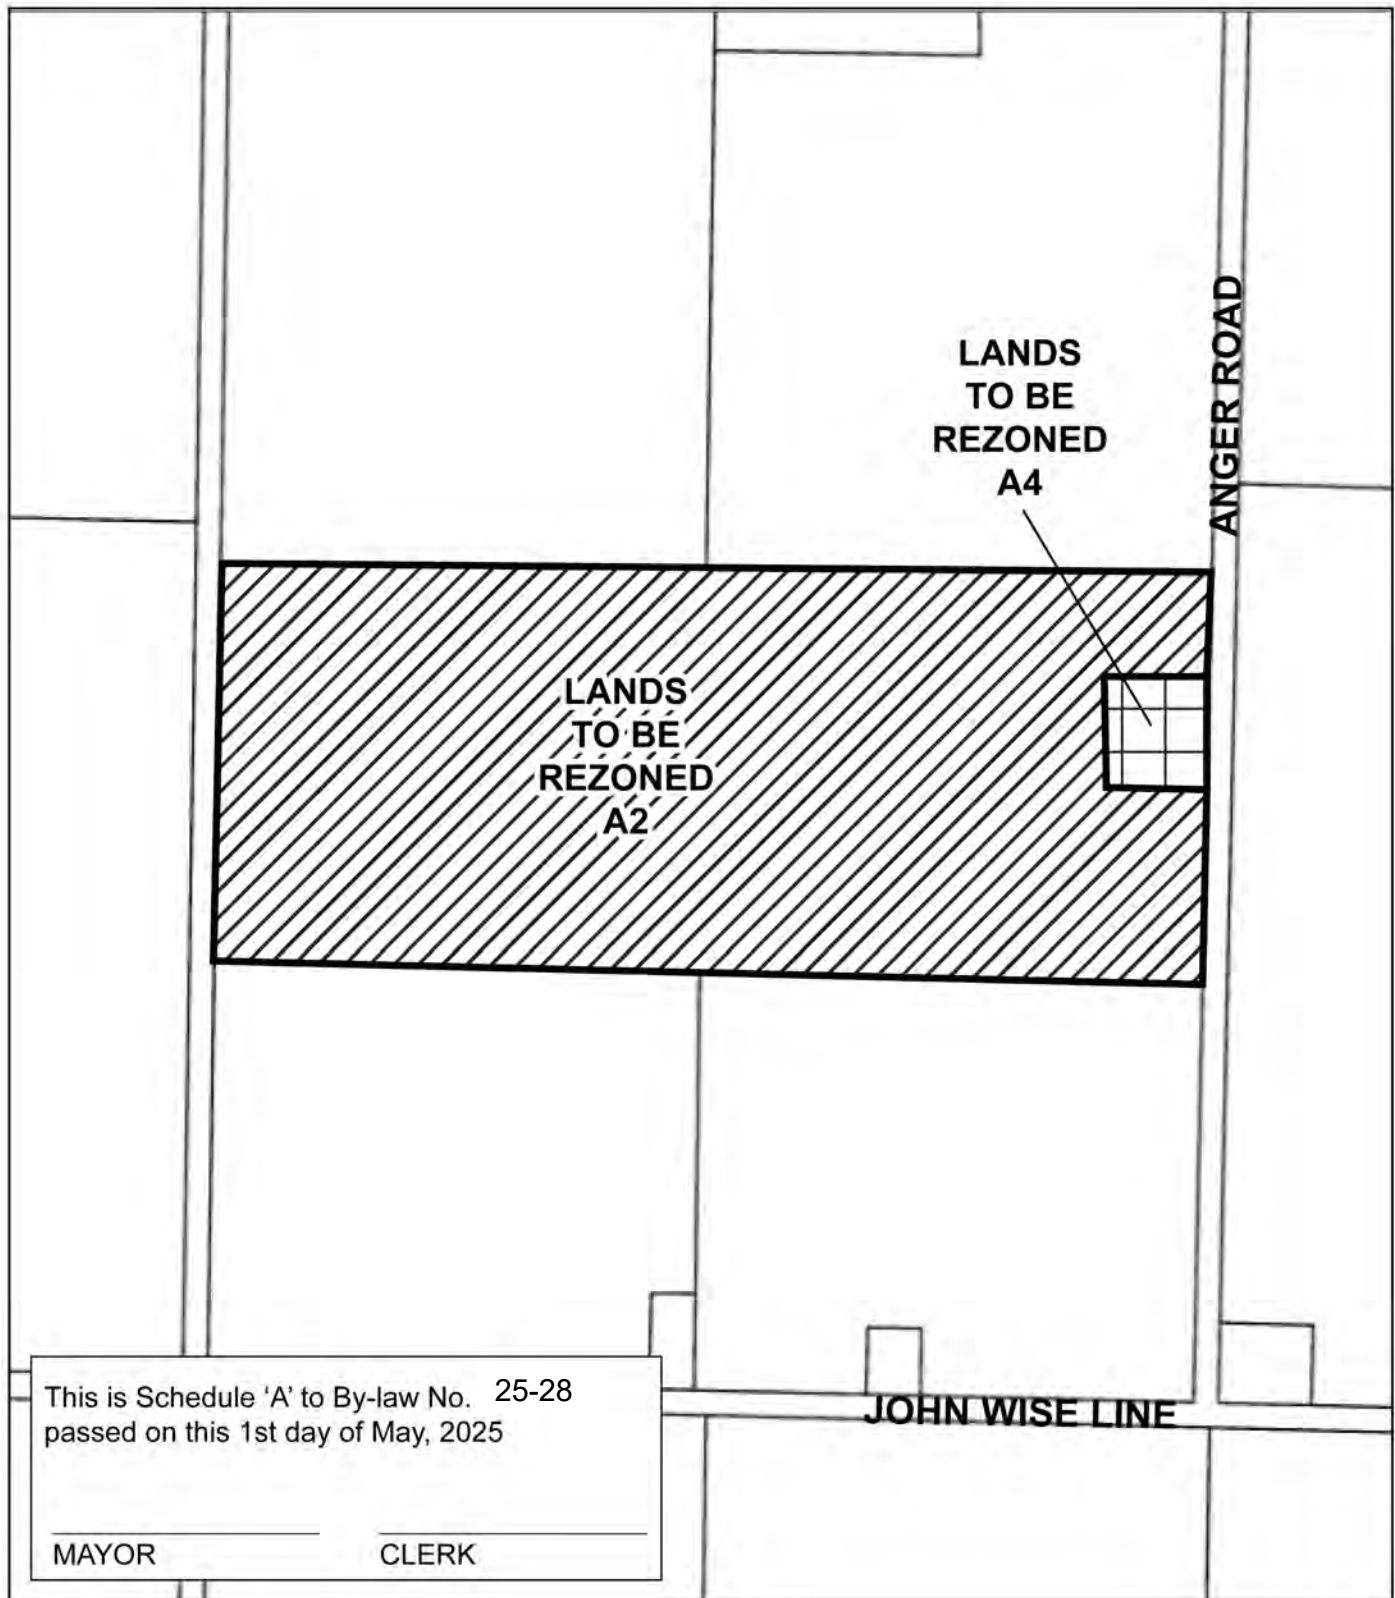 LANDS
TO BE
REZONED
A4
ANGER ROAD
LANDS
TO BE
REZONED
A2
JOHN WISE LINE
This is Schedule ‘A’ to By-law No. 25-28
passed on this 1st day of May, 2025
MAYOR CLERK